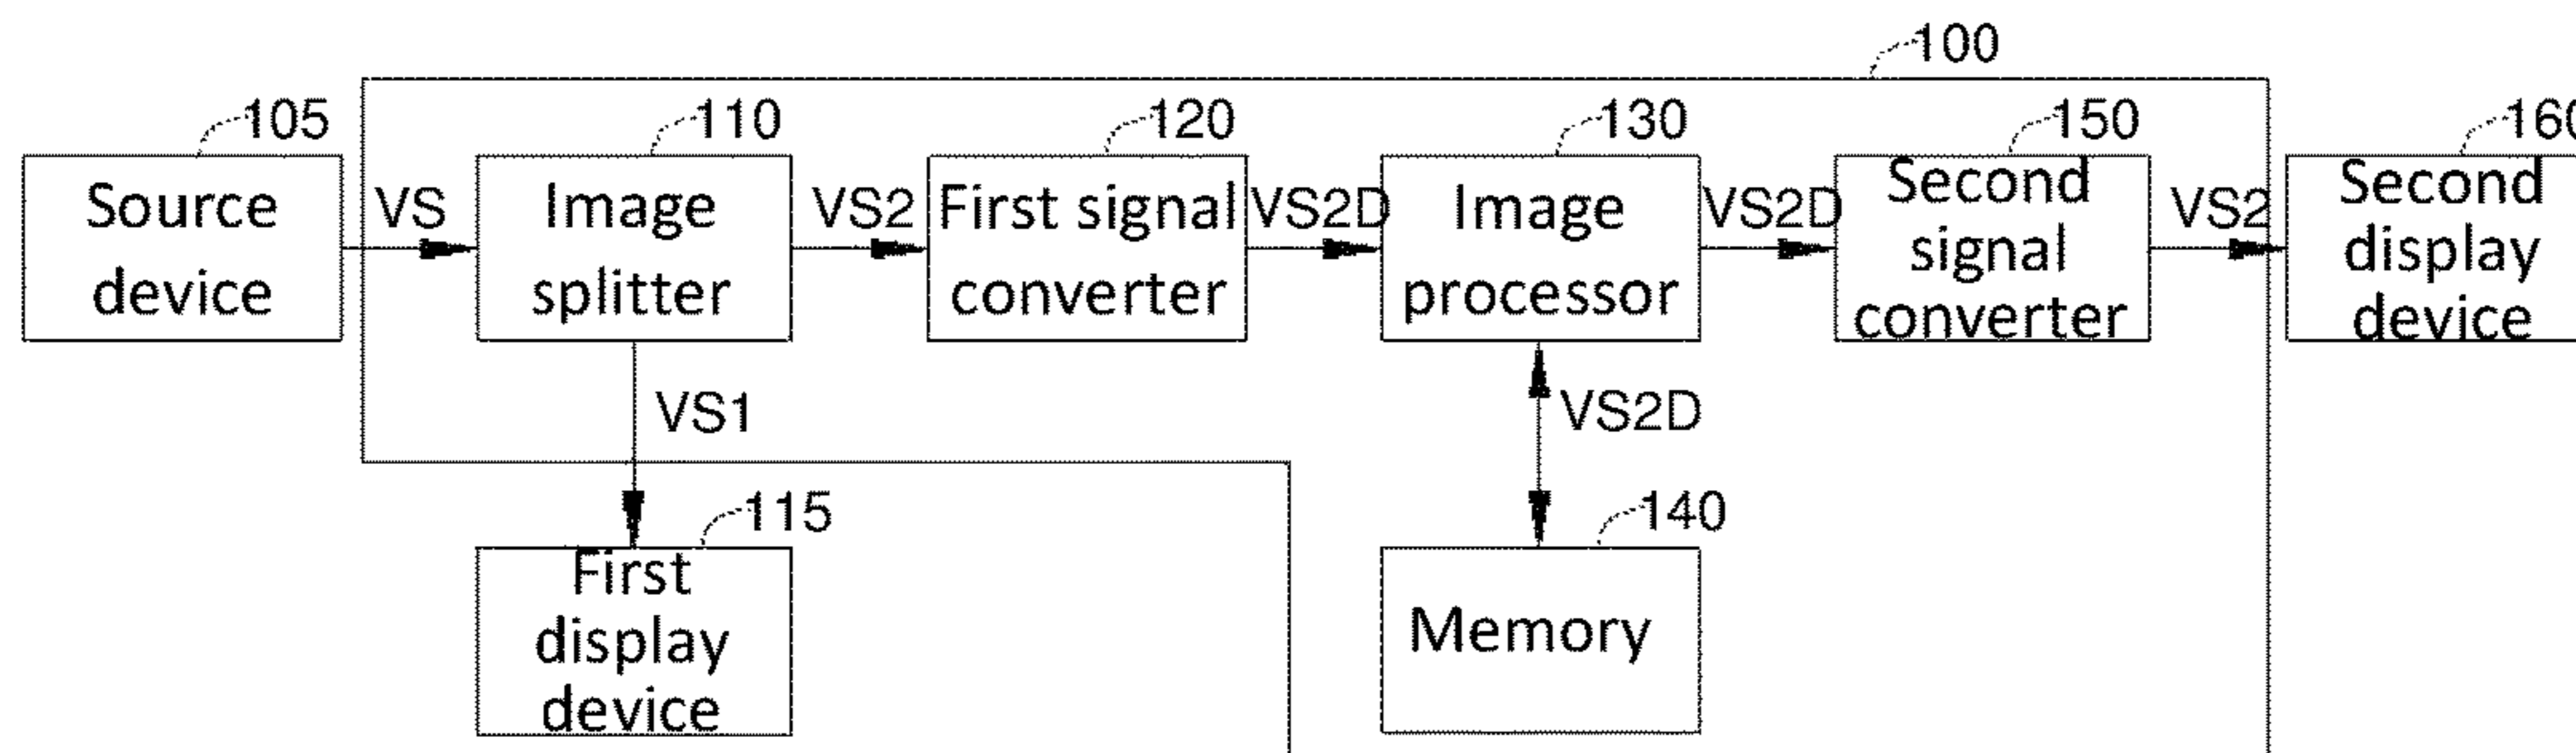 100
105
110
120
130
150
160
Source
device
VS
Image
splitter
VS2
First signal
converter
VS2D
Image
processor
VS2D
Second
signal
converter
VS2
Second
display
device
VS1
VS2D
115
140
First
display
device
Memory